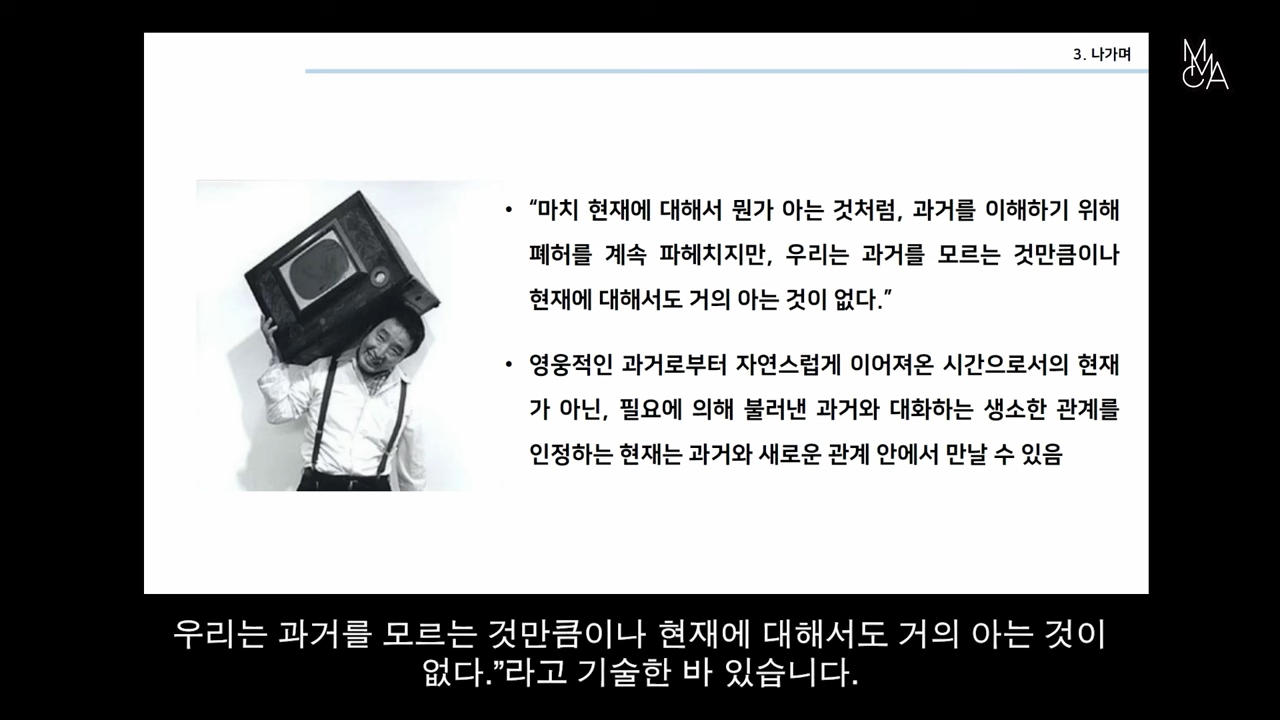 3. 나가며
MMCA
• “마치 현재에 대해서 뭔가 아는 것처럼, 과거를 이해하기 위해
폐허를 계속 파헤치지만, 우리는 과거를 모르는 것만큼이나
현재에 대해서도 거의 아는 것이 없다.”
• 영웅적인 과거로부터 자연스럽게 이어져온 시간으로서의 현재
가 아닌, 필요에 의해 불러낸 과거와 대화하는 생소한 관계를
인정하는 현재는 과거와 새로운 관계 안에서 만날 수 있음
우리는 과거를 모르는 것만큼이나 현재에 대해서도 거의 아는 것이
없다.”라고 기술한 바 있습니다.